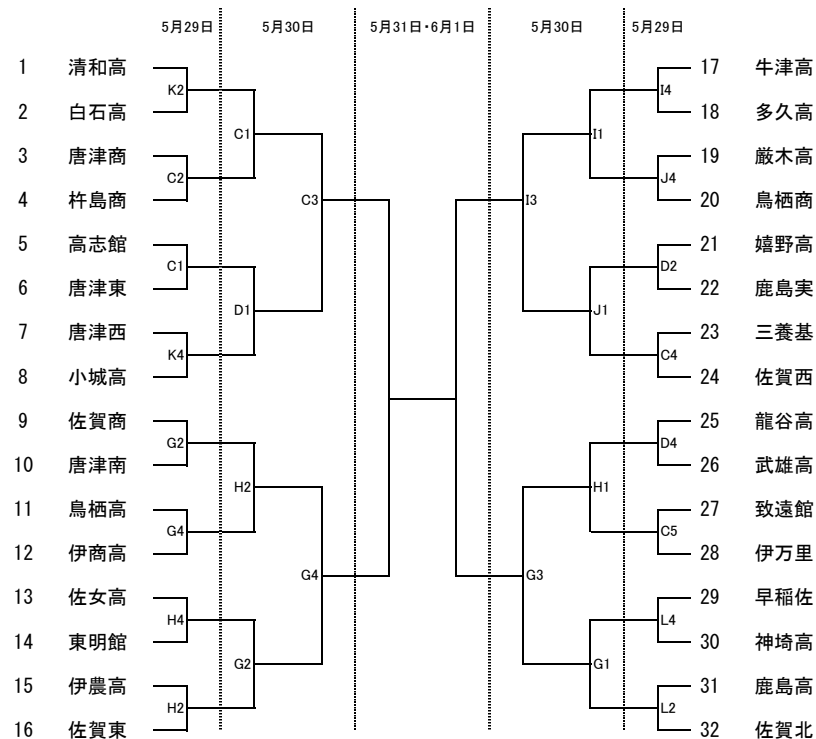 5月29日 5月30日 5月31日・6月1日 5月30日 5月29日
1 清和高 17 牛津高
K2 I4
2 白石高 18 多久高
C1 I1
3 唐津商 19 厳木高
C2 J4
4 杵島商 C3 I3 20 鳥栖商
5 高志館 21 嬉野高
C1 D2
6 唐津東 22 鹿島実
D1 J1
7 唐津西 23 三養基
K4 C4
8 小城高 24 佐賀西
9 佐賀商 25 龍谷高
G2 D4
10 唐津南 26 武雄高
H2 H1
11 鳥栖高 27 致遠館
G4 C5
12 伊商高 28 伊万里
G4 G3
13 佐女高 29 早稲佐
H4 L4
14 東明館 30 神埼高
G2 G1
15 伊農高 31 鹿島高
H2 L2
16 佐賀東 32 佐賀北